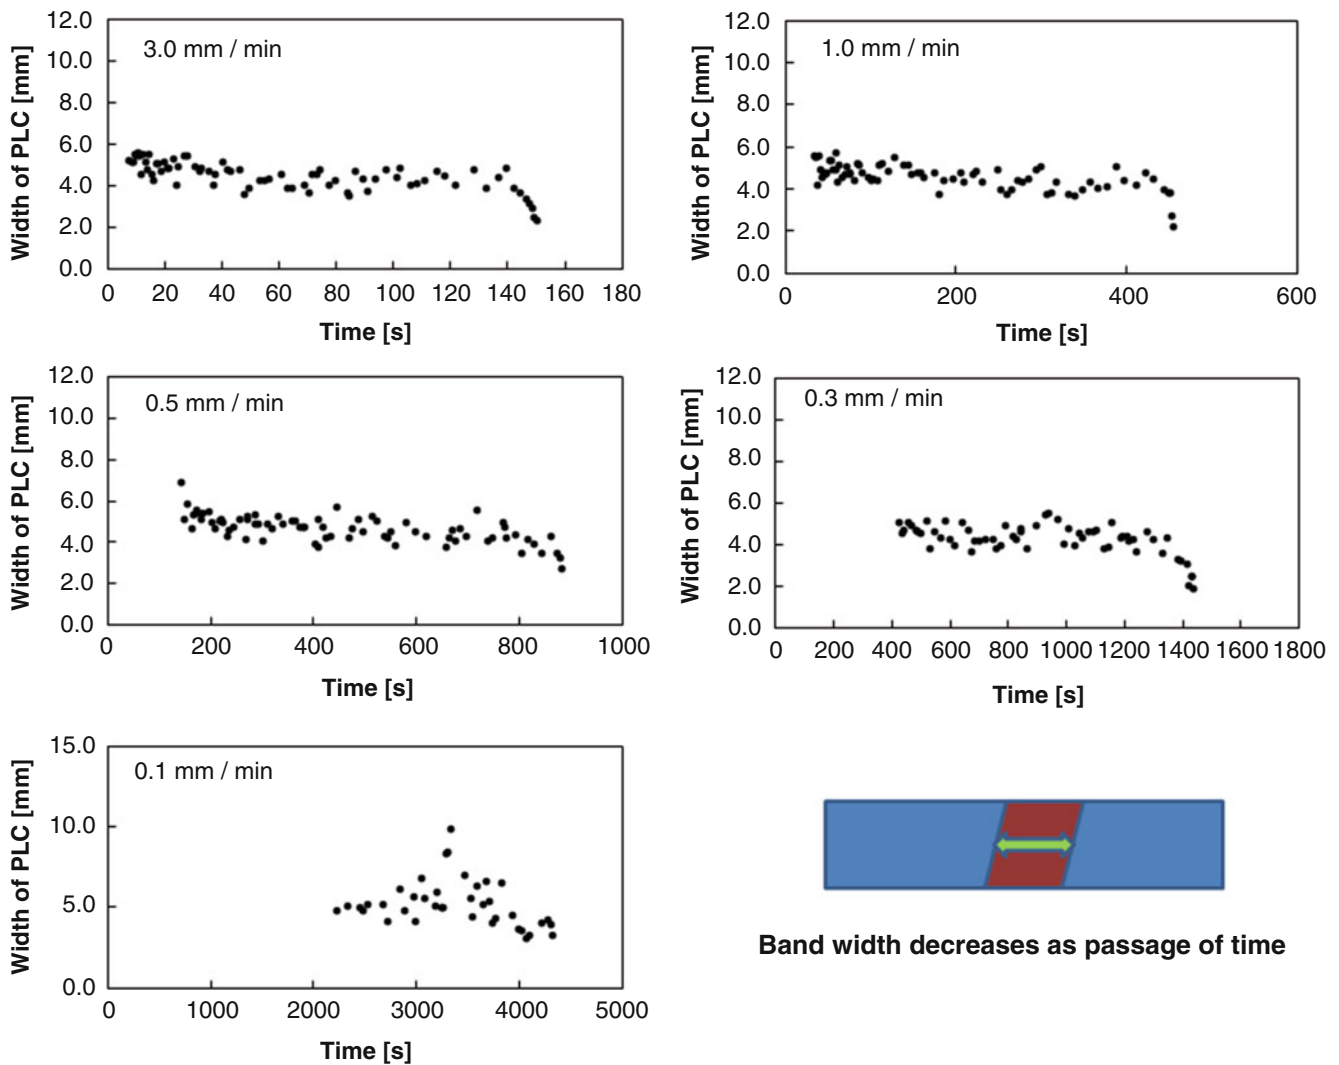 12.0
10.0
8.0
6.0
4.0
2.0
0.0
Width of PLC [mm]
3.0 mm / min
0 20 40 60 80 100 120 140 160 180
Time [s]
12.0
10.0
8.0
6.0
4.0
2.0
0.0
Width of PLC [mm]
1.0 mm / min
0 200 400 600
Time [s]
12.0
10.0
8.0
6.0
4.0
2.0
0.0
Width of PLC [mm]
0.5 mm / min
0 200 400 600 800 1000
Time [s]
12.0
10.0
8.0
6.0
4.0
2.0
0.0
Width of PLC [mm]
0.3 mm / min
0 200 400 600 800 1000 1200 1400 1600 1800
Time [s]
15.0
10.0
5.0
0.0
Width of PLC [mm]
0.1 mm / min
0 1000 2000 3000 4000 5000
Time [s]
Band width decreases as passage of time